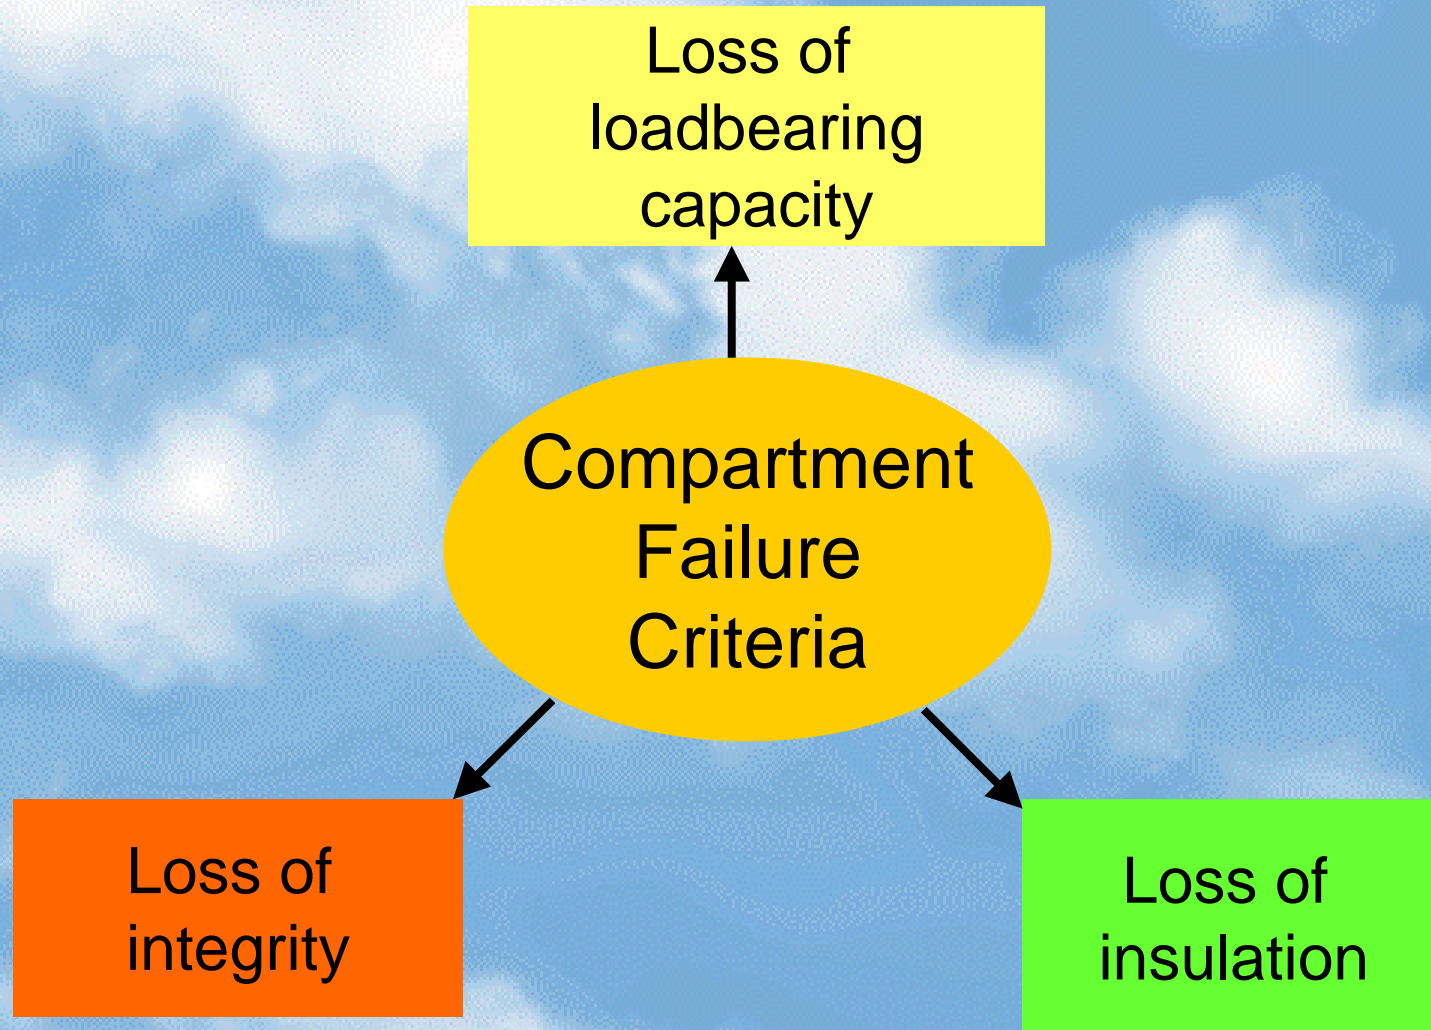 Loss of
loadbearing
capacity
Compartment
Failure
Criteria
Loss of
integrity
Loss of
insulation